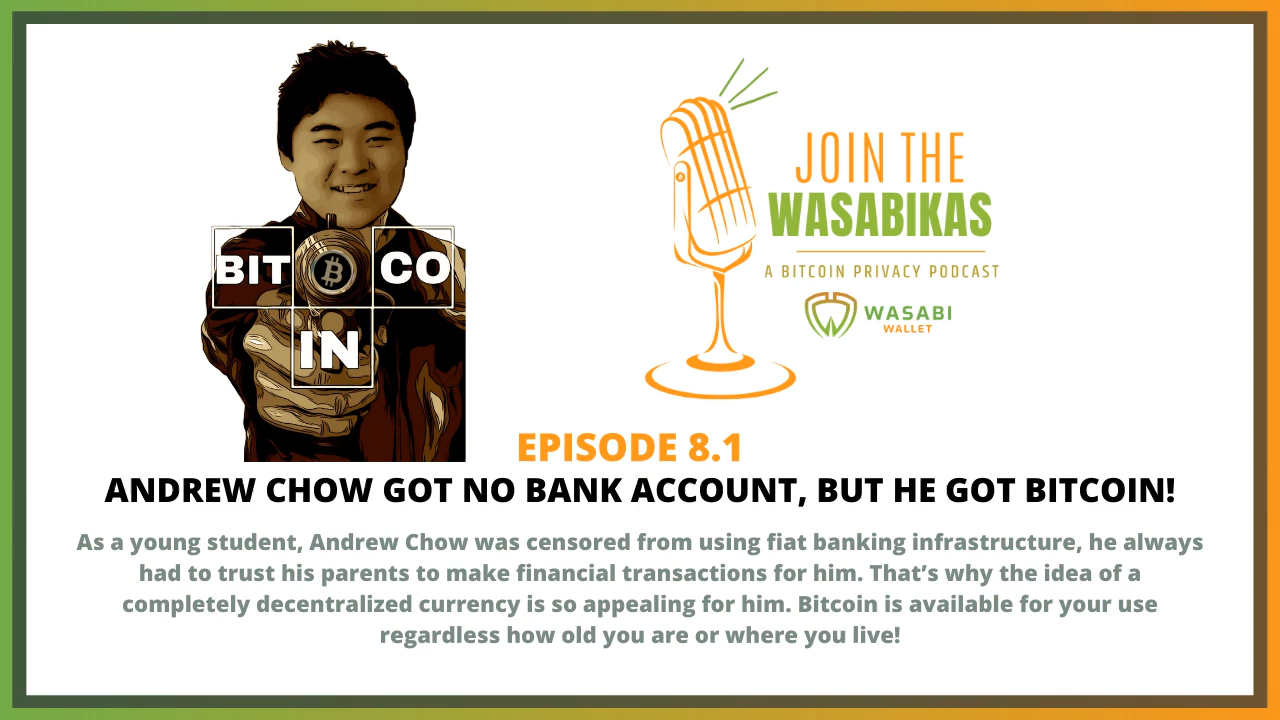 BIT CO
IN
JOIN THE
WASABIKAS
A BITCOIN PRIVACY PODCAST
WASABI
WALLET
EPISODE 8.1
ANDREW CHOW GOT NO BANK ACCOUNT, BUT HE GOT BITCOIN!
As a young student, Andrew Chow was censored from using fiat banking infrastructure, he always
had to trust his parents to make financial transactions for him. That’s why the idea of a
completely decentralized currency is so appealing for him. Bitcoin is available for your use
regardless how old you are or where you live!